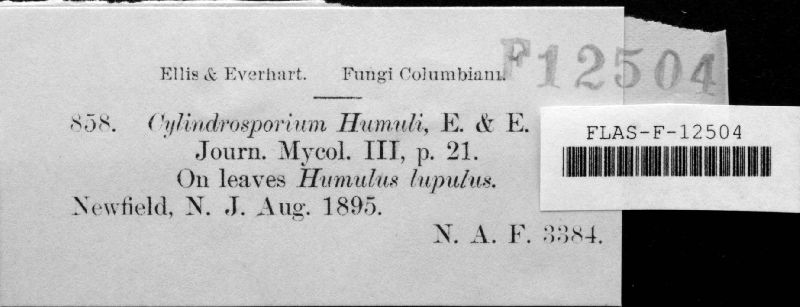 Ellis & Everhart. Fungi Columbiani.
F12504
858. Cylindrosporium Humuli, E. & E.
Journ. Mycol. III, p. 21.
On leaves Humulus lupulus.
Newfield, N. J. Aug. 1895.
N. A. F. 3384.
FLAS-F-12504